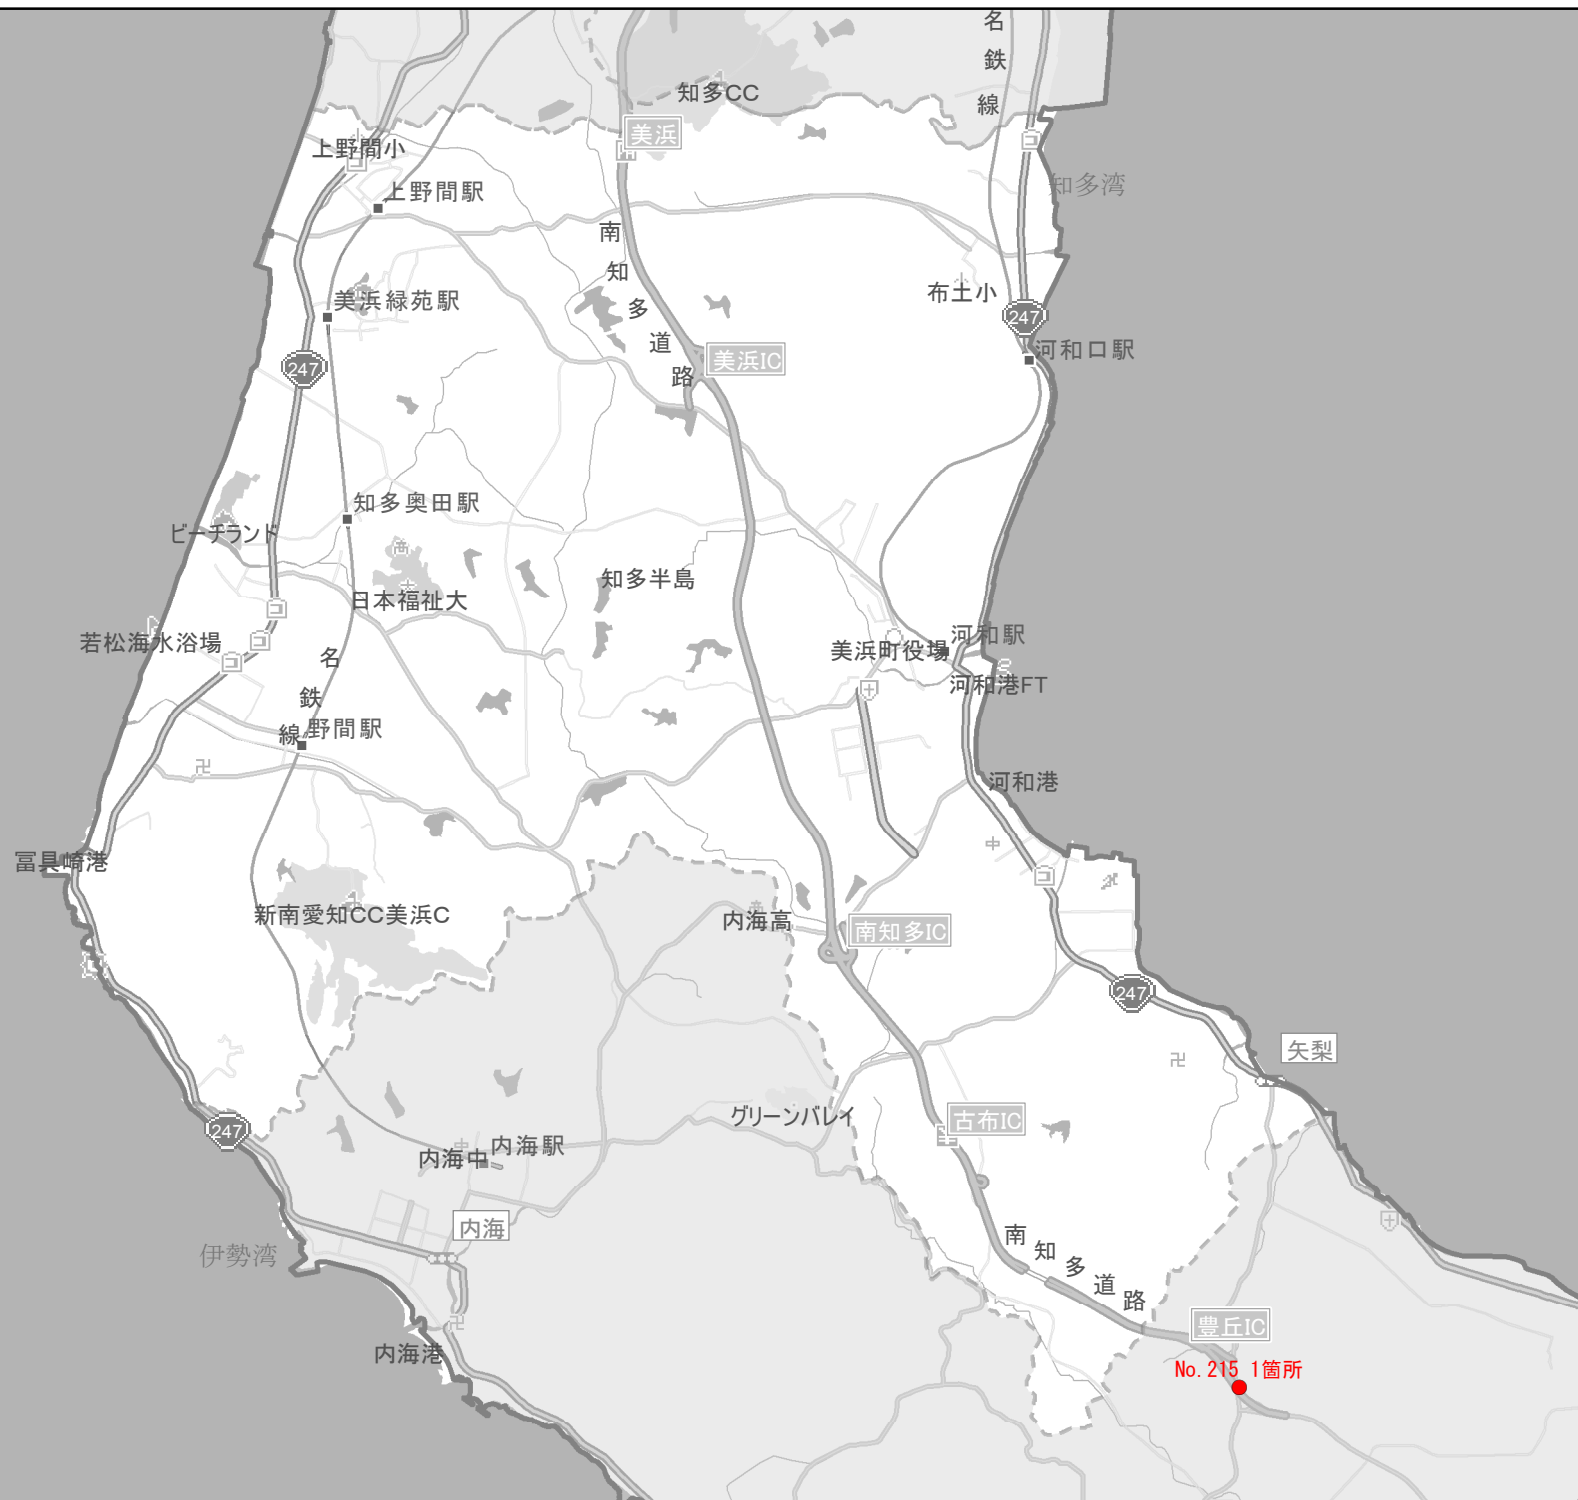 名鉄線
知多CC
美浜
上野間小
知多湾
上野間駅
南知多道路
布土小
美浜緑苑駅
247
河和口駅
美浜IC
247
知多奥田駅
ビーチランド
知多半島
日本福祉大
若松海水浴場
美浜町役場
河和駅
名鉄線
河和港FT
野間駅
河和港
冨具崎港
新南愛知CC美浜C
内海高
南知多IC
247
矢梨
グリーンバレイ
古布IC
247
内海中
内海駅
内海
南知多道路
伊勢湾
豊丘IC
内海港
No.215 1箇所